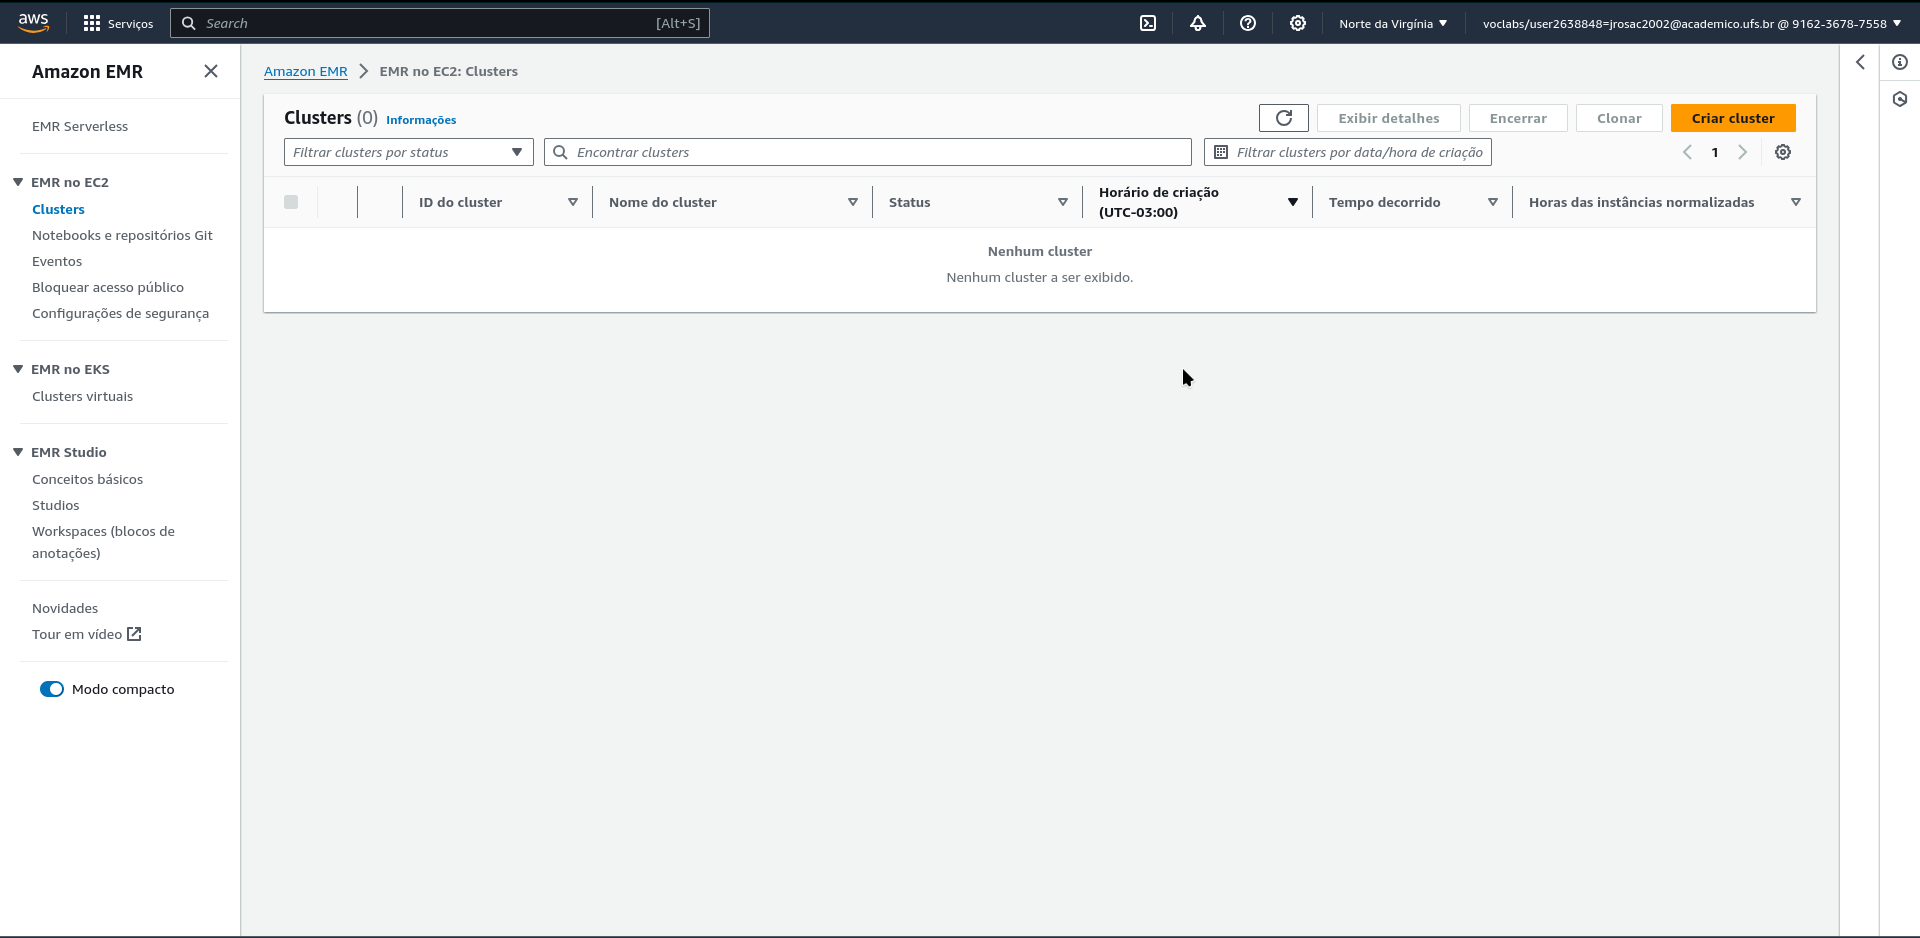 aws
Serviços
Search
[Alt+S]
Norte da Virgínia
voclabs/user2638848=jrosac2002@academico.ufs.br @ 9162-3678-7558
Amazon EMR
EMR Serverless
EMR no EC2
Clusters
Notebooks e repositórios Git
Eventos
Bloquear acesso público
Configurações de segurança
EMR no EKS
Clusters virtuais
EMR Studio
Conceitos básicos
Studios
Workspaces (blocos de
anotações)
Novidades
Tour em vídeo
Modo compacto
Amazon EMR
EMR no EC2: Clusters
Clusters (0)
Informações
Exibir detalhes
Encerrar
Clonar
Criar cluster
Filtrar clusters por status
Encontrar clusters
Filtrar clusters por data/hora de criação
1
ID do cluster
Nome do cluster
Status
Horário de criação
(UTC-03:00)
Tempo decorrido
Horas das instâncias normalizadas
Nenhum cluster
Nenhum cluster a ser exibido.